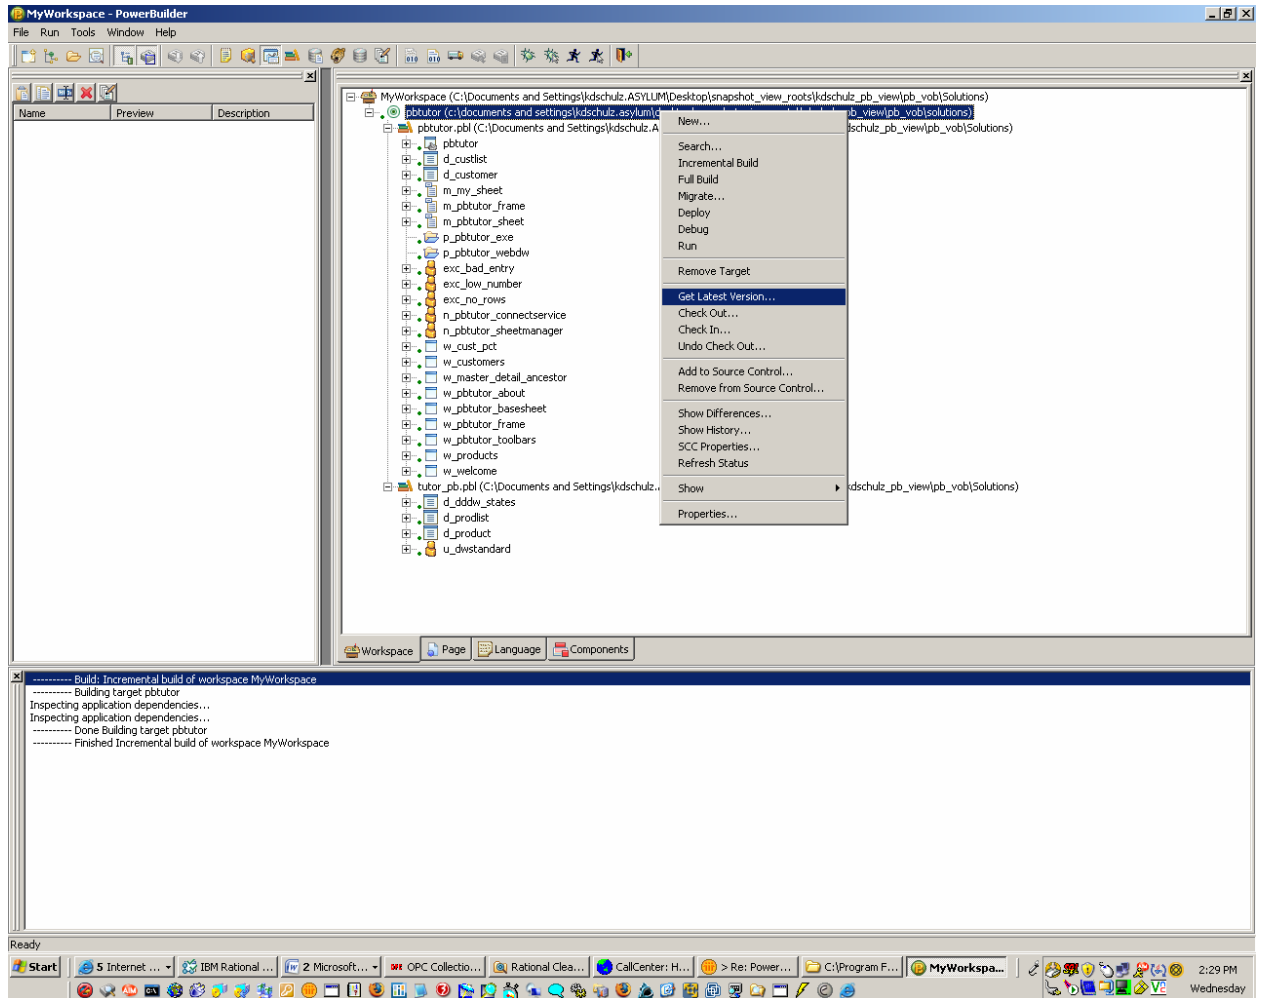 MyWorkspace - PowerBuilder
File Run Tools Window Help
Name Preview Description
MyWorkspace (C:\Documents and Settings\kdschulz.ASYLUM\Desktop\snapshot_view_roots\kdschulz_pb_view\pb_vob\Solutions)
pbtutor (c:\documents and settings\kdschulz.asylum\d pb_view\pb_vob\solutions)
pbtutor.pbl (C:\Documents and Settings\kdschulz.A dschulz_pb_view\pb_vob\Solutions)
pbtutor
d_custlist
d_customer
m_my_sheet
m_pbtutor_frame
m_pbtutor_sheet
p_pbtutor_exe
p_pbtutor_webdw
exc_bad_entry
exc_low_number
exc_no_rows
n_pbtutor_connectservice
n_pbtutor_sheetmanager
w_cust_pct
w_customers
w_master_detail_ancestor
w_pbtutor_about
w_pbtutor_basesheet
w_pbtutor_frame
w_pbtutor_toolbars
w_products
w_welcome
tutor_pb.pbl (C:\Documents and Settings\kdschulz. kdschulz_pb_view\pb_vob\Solutions)
d_dddw_states
d_prodlist
d_product
u_dwstandard
New...
Search...
Incremental Build
Full Build
Migrate...
Deploy
Debug
Run
Remove Target
Get Latest Version...
Check Out...
Check In...
Undo Check Out...
Add to Source Control...
Remove from Source Control...
Show Differences...
Show History...
SCC Properties...
Refresh Status
Show
Properties...
Workspace Page Language Components
---------- Build: Incremental build of workspace MyWorkspace
---------- Building target pbtutor
Inspecting application dependencies...
Inspecting application dependencies...
---------- Done Building target pbtutor
---------- Finished Incremental build of workspace MyWorkspace
Ready
Start 5 Internet ... IBM Rational ... 2 Microsoft... OPC Collectio... Rational Clea... CallCenter: H... > Re: Power... C:\Program F... MyWorkspa... 2:29 PM
Wednesday